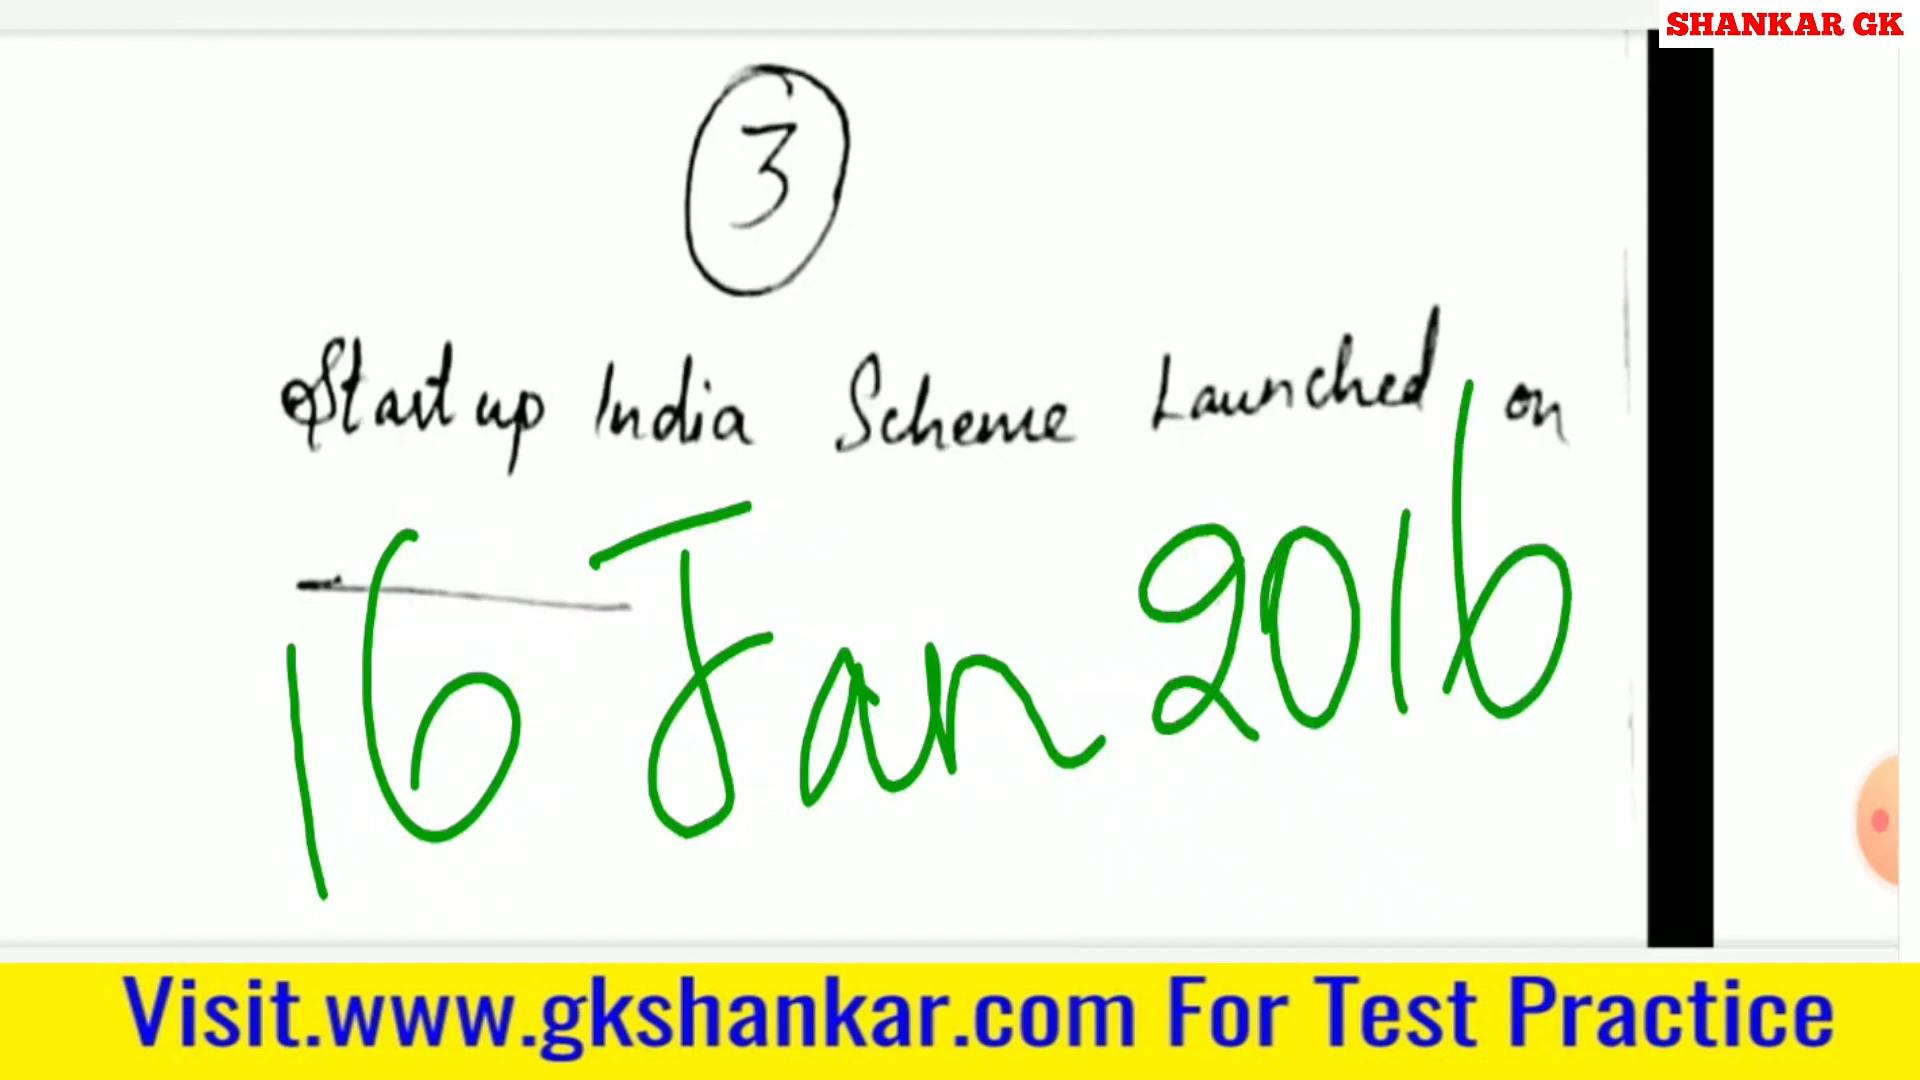 SHANKAR GK
3
Start up India Scheme Launched on
16 Jan 2016
Visit.www.gkshankar.com For Test Practice